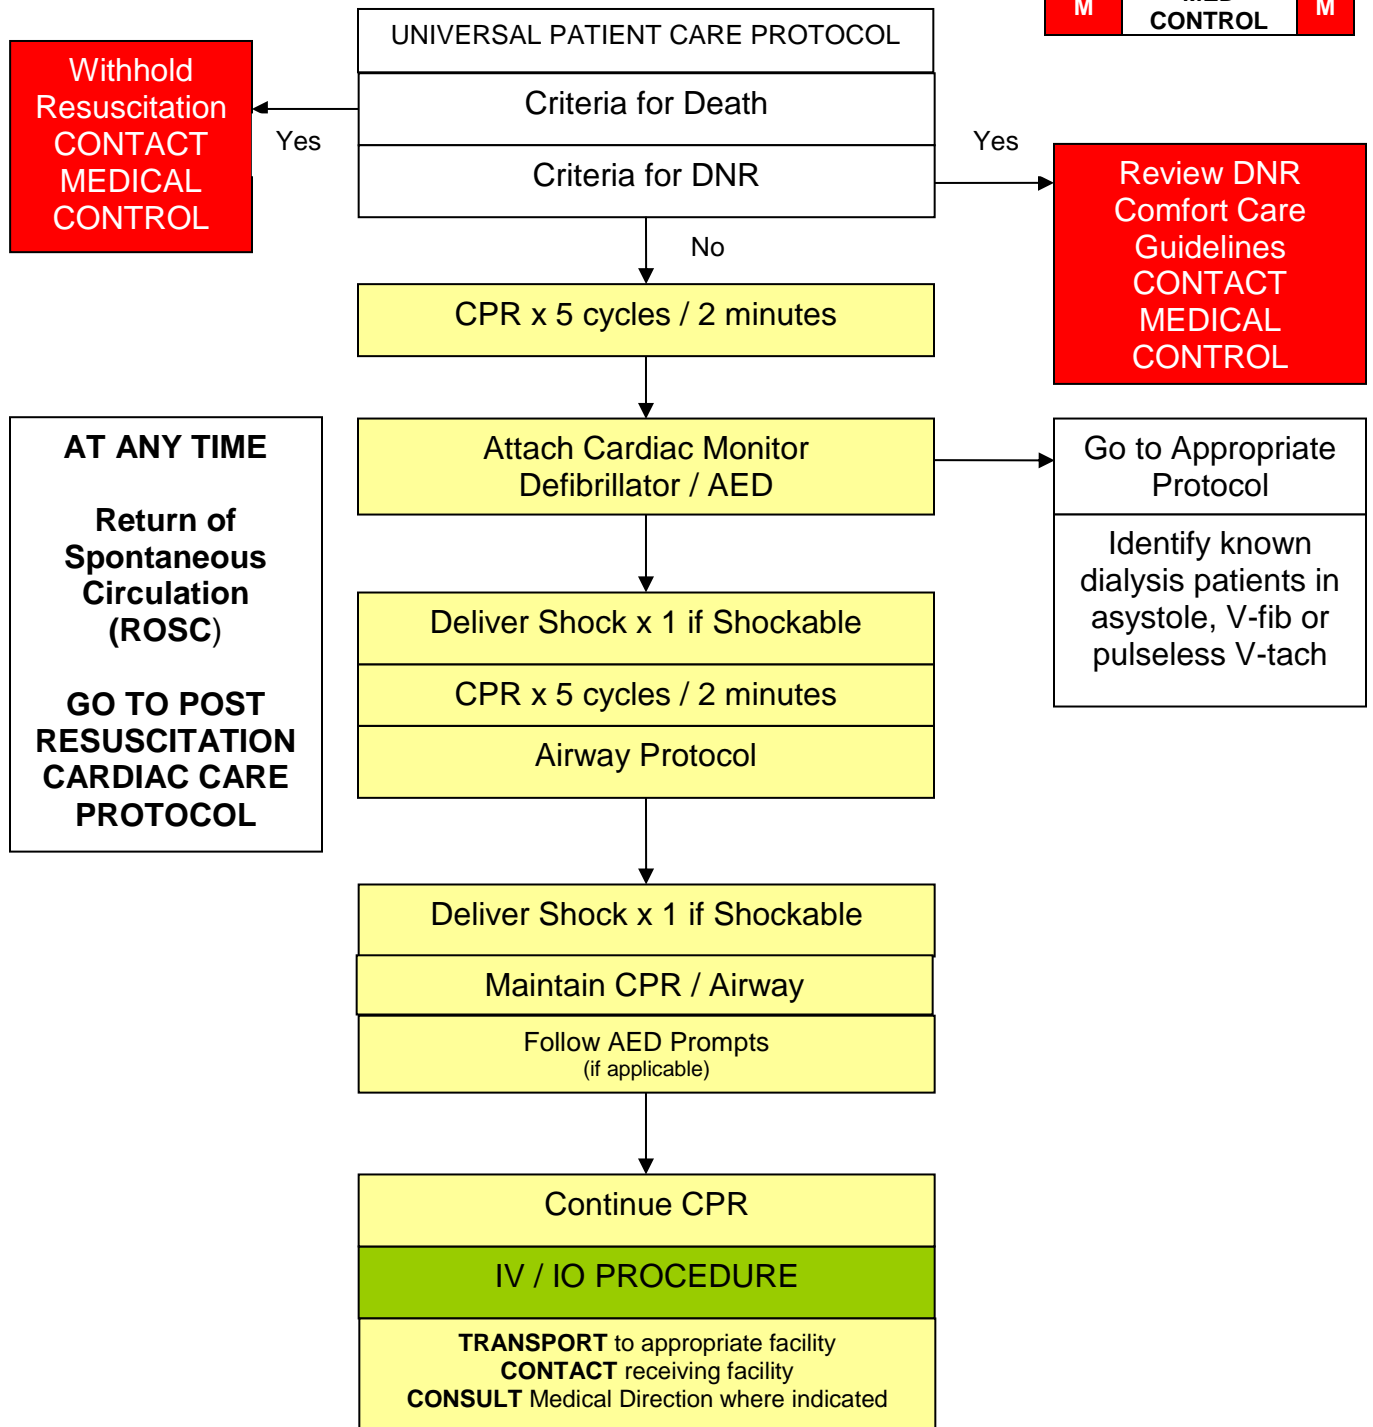 M
MED
CONTROL
M
UNIVERSAL PATIENT CARE PROTOCOL
Withhold
Resuscitation
CONTACT
MEDICAL
CONTROL
Yes
Criteria for Death
Criteria for DNR
Yes
Review DNR
Comfort Care
Guidelines
CONTACT
MEDICAL
CONTROL
No
CPR x 5 cycles / 2 minutes
AT ANY TIME
Return of
Spontaneous
Circulation
(ROSC)
GO TO POST
RESUSCITATION
CARDIAC CARE
PROTOCOL
Attach Cardiac Monitor
Defibrillator / AED
Go to Appropriate
Protocol
Identify known
dialysis patients in
asystole, V-fib or
pulseless V-tach
Deliver Shock x 1 if Shockable
CPR x 5 cycles / 2 minutes
Airway Protocol
Deliver Shock x 1 if Shockable
Maintain CPR / Airway
Follow AED Prompts
(if applicable)
Continue CPR
IV / IO PROCEDURE
TRANSPORT to appropriate facility
CONTACT receiving facility
CONSULT Medical Direction where indicated